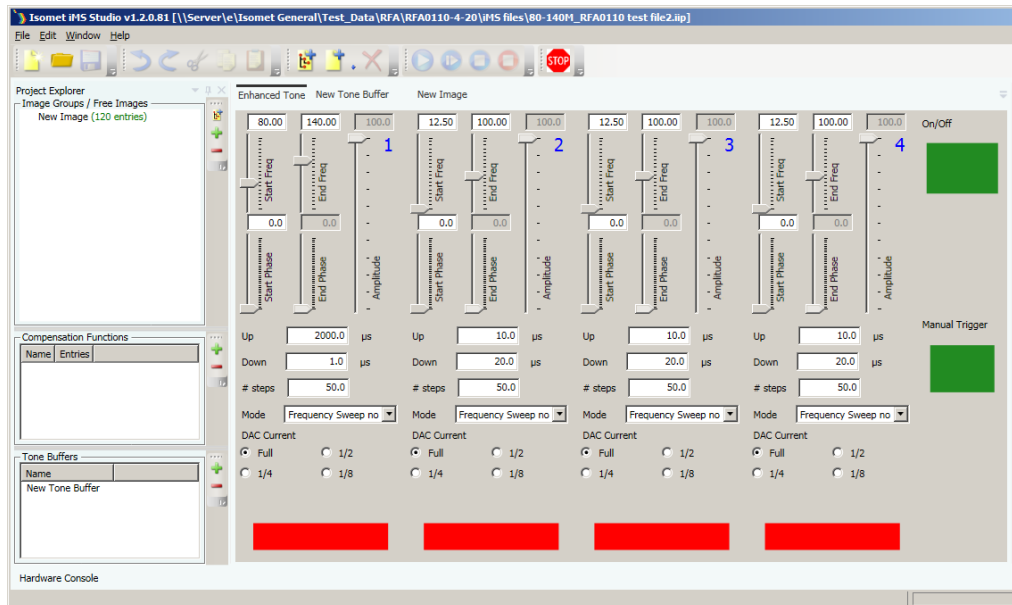 Isomet iMS Studio v1.2.0.81 [\\Server\e\Isomet General\Test_Data\RFA\RFA0110-4-20\iMS files\80-140M_RFA0110 test file2.iip]
File Edit Window Help
STOP
Project Explorer
Image Groups / Free Images
New Image (120 entries)
Compensation Functions
Name Entries
Tone Buffers
Name
New Tone Buffer
Hardware Console
Enhanced Tone New Tone Buffer New Image
80.00 140.00 100.0 12.50 100.00 100.0 12.50 100.00 100.0 12.50 100.00 100.0 On/Off
1 2 3 4
Start Freq End Freq Start Freq End Freq Start Freq End Freq Start Freq End Freq
0.0 0.0 0.0 0.0 0.0 0.0 0.0 0.0
Start Phase End Phase Amplitude Start Phase End Phase Amplitude Start Phase End Phase Amplitude Start Phase End Phase Amplitude
Manual Trigger
Up 2000.0 µs Up 10.0 µs Up 10.0 µs Up 10.0 µs
Down 1.0 µs Down 20.0 µs Down 20.0 µs Down 20.0 µs
# steps 50.0 # steps 50.0 # steps 50.0 # steps 50.0
Mode Frequency Sweep no Mode Frequency Sweep no Mode Frequency Sweep no Mode Frequency Sweep no
DAC Current DAC Current DAC Current DAC Current
Full 1/2 Full 1/2 Full 1/2 Full 1/2
1/4 1/8 1/4 1/8 1/4 1/8 1/4 1/8